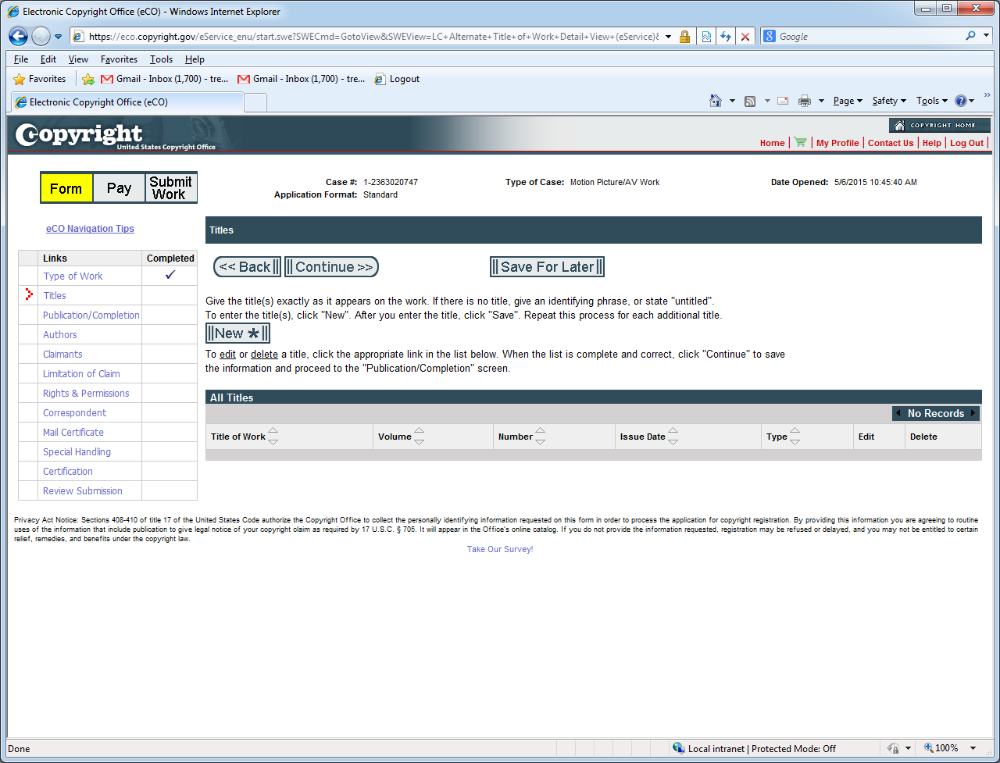 Electronic Copyright Office (eCO) - Windows Internet Explorer
https://eco.copyright.gov/eService_enu/start.swe?SWECmd=GotoView&SWEView=LC+Alternate+Title+of+Work+Detail+View+(eService)&
Google
File Edit View Favorites Tools Help
Favorites Gmail - Inbox (1,700) - tre... Gmail - Inbox (1,700) - tre... Logout
Electronic Copyright Office (eCO)
Page Safety Tools
Copyright
United States Copyright Office
COPYRIGHT HOME
Home My Profile Contact Us Help Log Out
Form Pay Submit Work
Case #: 1-2363020747 Type of Case: Motion Picture/AV Work Date Opened: 5/6/2015 10:45:40 AM
Application Format: Standard
eCO Navigation Tips
Links Completed
Type of Work ✓
Titles
Publication/Completion
Authors
Claimants
Limitation of Claim
Rights & Permissions
Correspondent
Mail Certificate
Special Handling
Certification
Review Submission
Titles
<< Back Continue >> Save For Later
Give the title(s) exactly as it appears on the work. If there is no title, give an identifying phrase, or state "untitled".
To enter the title(s), click "New". After you enter the title, click "Save". Repeat this process for each additional title.
New *
To edit or delete a title, click the appropriate link in the list below. When the list is complete and correct, click "Continue" to save
the information and proceed to the "Publication/Completion" screen.
All Titles
No Records
Title of Work Volume Number Issue Date Type Edit Delete
Privacy Act Notice: Sections 408-410 of title 17 of the United States Code authorize the Copyright Office to collect the personally identifying information requested on this form in order to process the application for copyright registration. By providing this information you are agreeing to routine
uses of the information that include publication to give legal notice of your copyright claim as required by 17 U.S.C. § 705. It will appear in the Office's online catalog. If you do not provide the information requested, registration may be refused or delayed, and you may not be entitled to certain
relief, remedies, and benefits under the copyright law.
Take Our Survey!
Done
Local intranet | Protected Mode: Off
100%